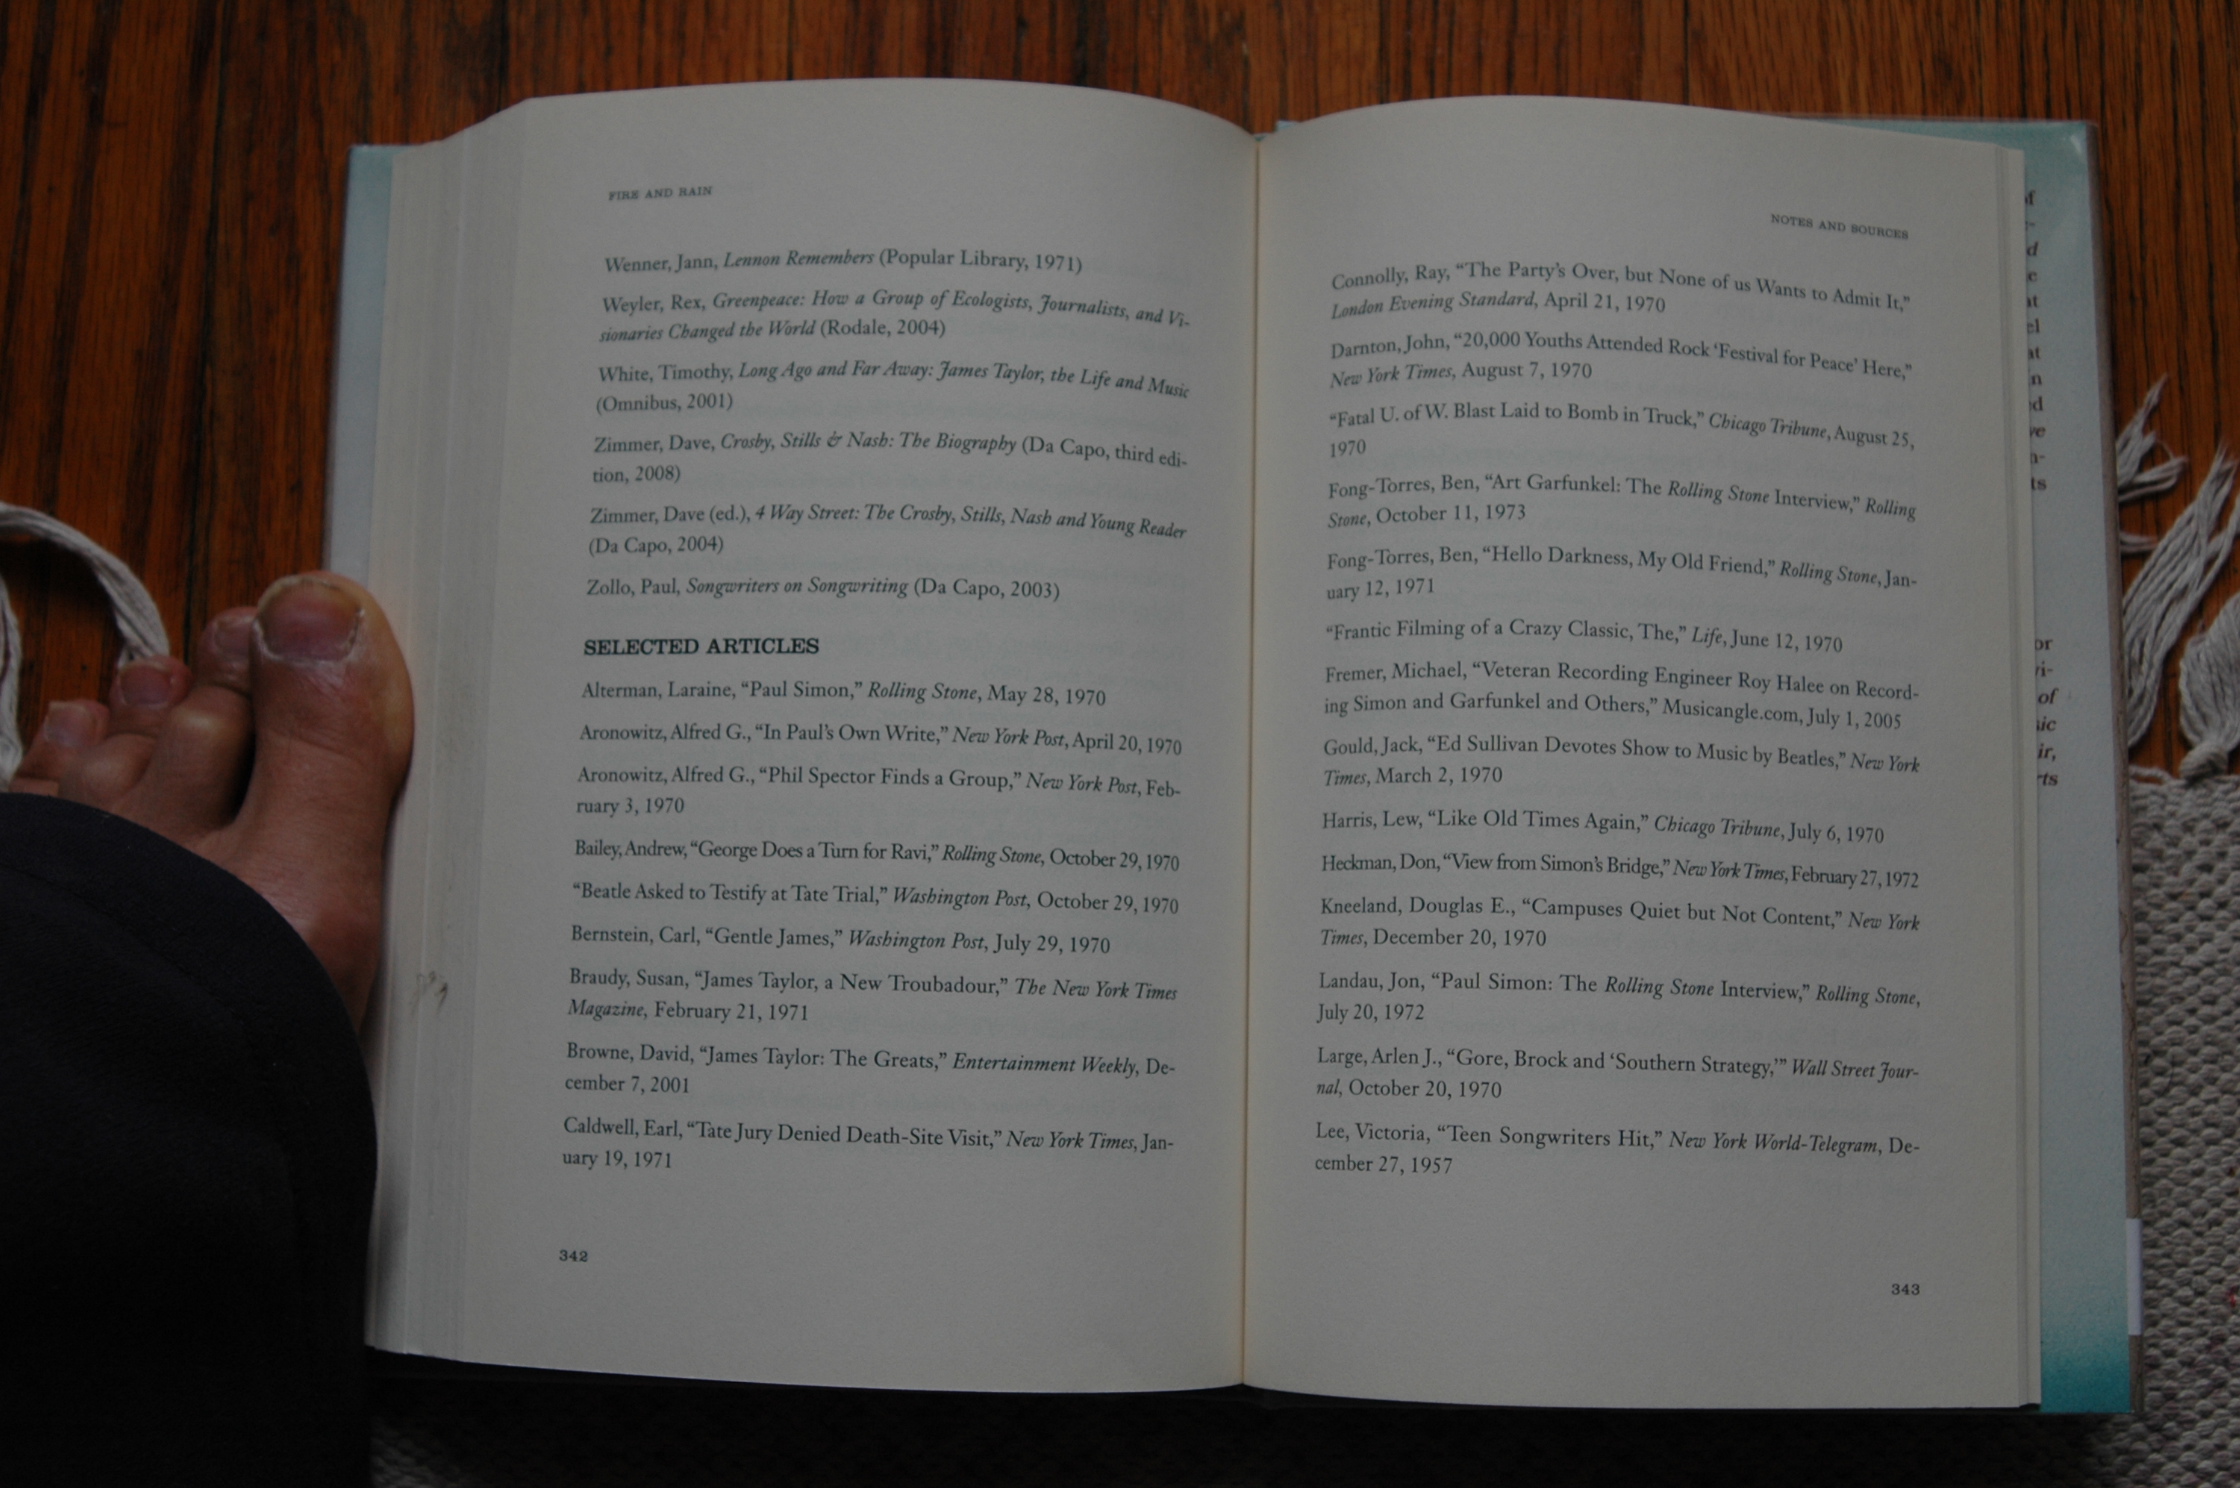 FIRE AND RAIN
Wenner, Jann, Lennon Remembers (Popular Library, 1971)
Weyler, Rex, Greenpeace: How a Group of Ecologists, Journalists, and Vi-
sionaries Changed the World (Rodale, 2004)
White, Timothy, Long Ago and Far Away: James Taylor, the Life and Music
(Omnibus, 2001)
Zimmer, Dave, Crosby, Stills & Nash: The Biography (Da Capo, third edi-
tion, 2008)
Zimmer, Dave (ed.), 4 Way Street: The Crosby, Stills, Nash and Young Reader
(Da Capo, 2004)
Zollo, Paul, Songwriters on Songwriting (Da Capo, 2003)
SELECTED ARTICLES
Alterman, Laraine, “Paul Simon,” Rolling Stone, May 28, 1970
Aronowitz, Alfred G., “In Paul’s Own Write,” New York Post, April 20, 1970
Aronowitz, Alfred G., “Phil Spector Finds a Group,” New York Post, Feb-
ruary 3, 1970
Bailey, Andrew, “George Does a Turn for Ravi,” Rolling Stone, October 29, 1970
“Beatle Asked to Testify at Tate Trial,” Washington Post, October 29, 1970
Bernstein, Carl, “Gentle James,” Washington Post, July 29, 1970
Braudy, Susan, “James Taylor, a New Troubadour,” The New York Times
Magazine, February 21, 1971
Browne, David, “James Taylor: The Greats,” Entertainment Weekly, De-
cember 7, 2001
Caldwell, Earl, “Tate Jury Denied Death-Site Visit,” New York Times, Jan-
uary 19, 1971
342
NOTES AND SOURCES
Connolly, Ray, “The Party’s Over, but None of us Wants to Admit It,”
London Evening Standard, April 21, 1970
Darnton, John, “20,000 Youths Attended Rock ‘Festival for Peace’ Here,”
New York Times, August 7, 1970
“Fatal U. of W. Blast Laid to Bomb in Truck,” Chicago Tribune, August 25,
1970
Fong-Torres, Ben, “Art Garfunkel: The Rolling Stone Interview,” Rolling
Stone, October 11, 1973
Fong-Torres, Ben, “Hello Darkness, My Old Friend,” Rolling Stone, Jan-
uary 12, 1971
“Frantic Filming of a Crazy Classic, The,” Life, June 12, 1970
Fremer, Michael, “Veteran Recording Engineer Roy Halee on Record-
ing Simon and Garfunkel and Others,” Musicangle.com, July 1, 2005
Gould, Jack, “Ed Sullivan Devotes Show to Music by Beatles,” New York
Times, March 2, 1970
Harris, Lew, “Like Old Times Again,” Chicago Tribune, July 6, 1970
Heckman, Don, “View from Simon’s Bridge,” New York Times, February 27, 1972
Kneeland, Douglas E., “Campuses Quiet but Not Content,” New York
Times, December 20, 1970
Landau, Jon, “Paul Simon: The Rolling Stone Interview,” Rolling Stone,
July 20, 1972
Large, Arlen J., “Gore, Brock and ‘Southern Strategy,’” Wall Street Jour-
nal, October 20, 1970
Lee, Victoria, “Teen Songwriters Hit,” New York World-Telegram, De-
cember 27, 1957
343